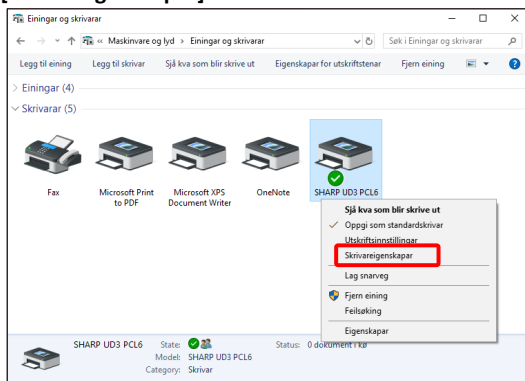 Einingar og skrivarar
« Maskinvare og lyd > Einingar og skrivarar
Søk i Einingar og skrivarar
Legg til eining
Legg til skrivar
Sjå kva som blir skrive ut
Eigenskapar for utskriftstenar
Fjern eining
Einingar (4)
Skrivarar (5)
Fax
Microsoft Print
to PDF
Microsoft XPS
Document Writer
OneNote
SHARP UD3 PCL6
Sjå kva som blir skrive ut
Oppgi som standardskrivar
Utskriftsinnstillingar
Skrivareigenskapar
Lag snarveg
Fjern eining
Feilsøking
Eigenskapar
SHARP UD3 PCL6
State:
Status: 0 dokument i kø
Model: SHARP UD3 PCL6
Category: Skrivar